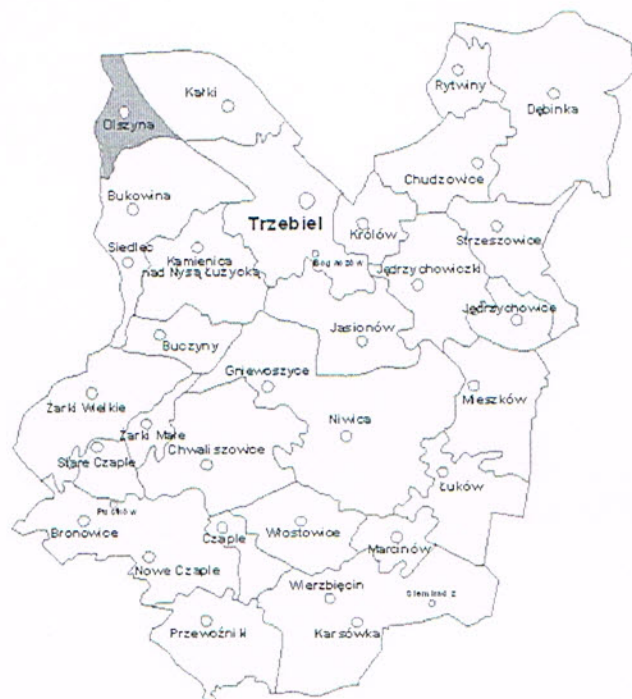 Kałki
Rytwiny
Dębinka
Olszyna
Chudzowice
Bukowina
Trzebiel
Królów
Strzeszowice
Siedlec
Kamienica
nad Nysą Łużycką
Jędrzychowiczki
Jędrzychowice
Jasionów
Buczyny
Gniewoszyce
Mieszków
Żarki Wielkie
Żarki Małe
Niwica
Stare Czaple
Chwaliszowice
Łuków
Bronowice
Czaple
Włostowice
Marcinów
Nowe Czaple
Wierzbięcin
Przewoźniki
Karsówka